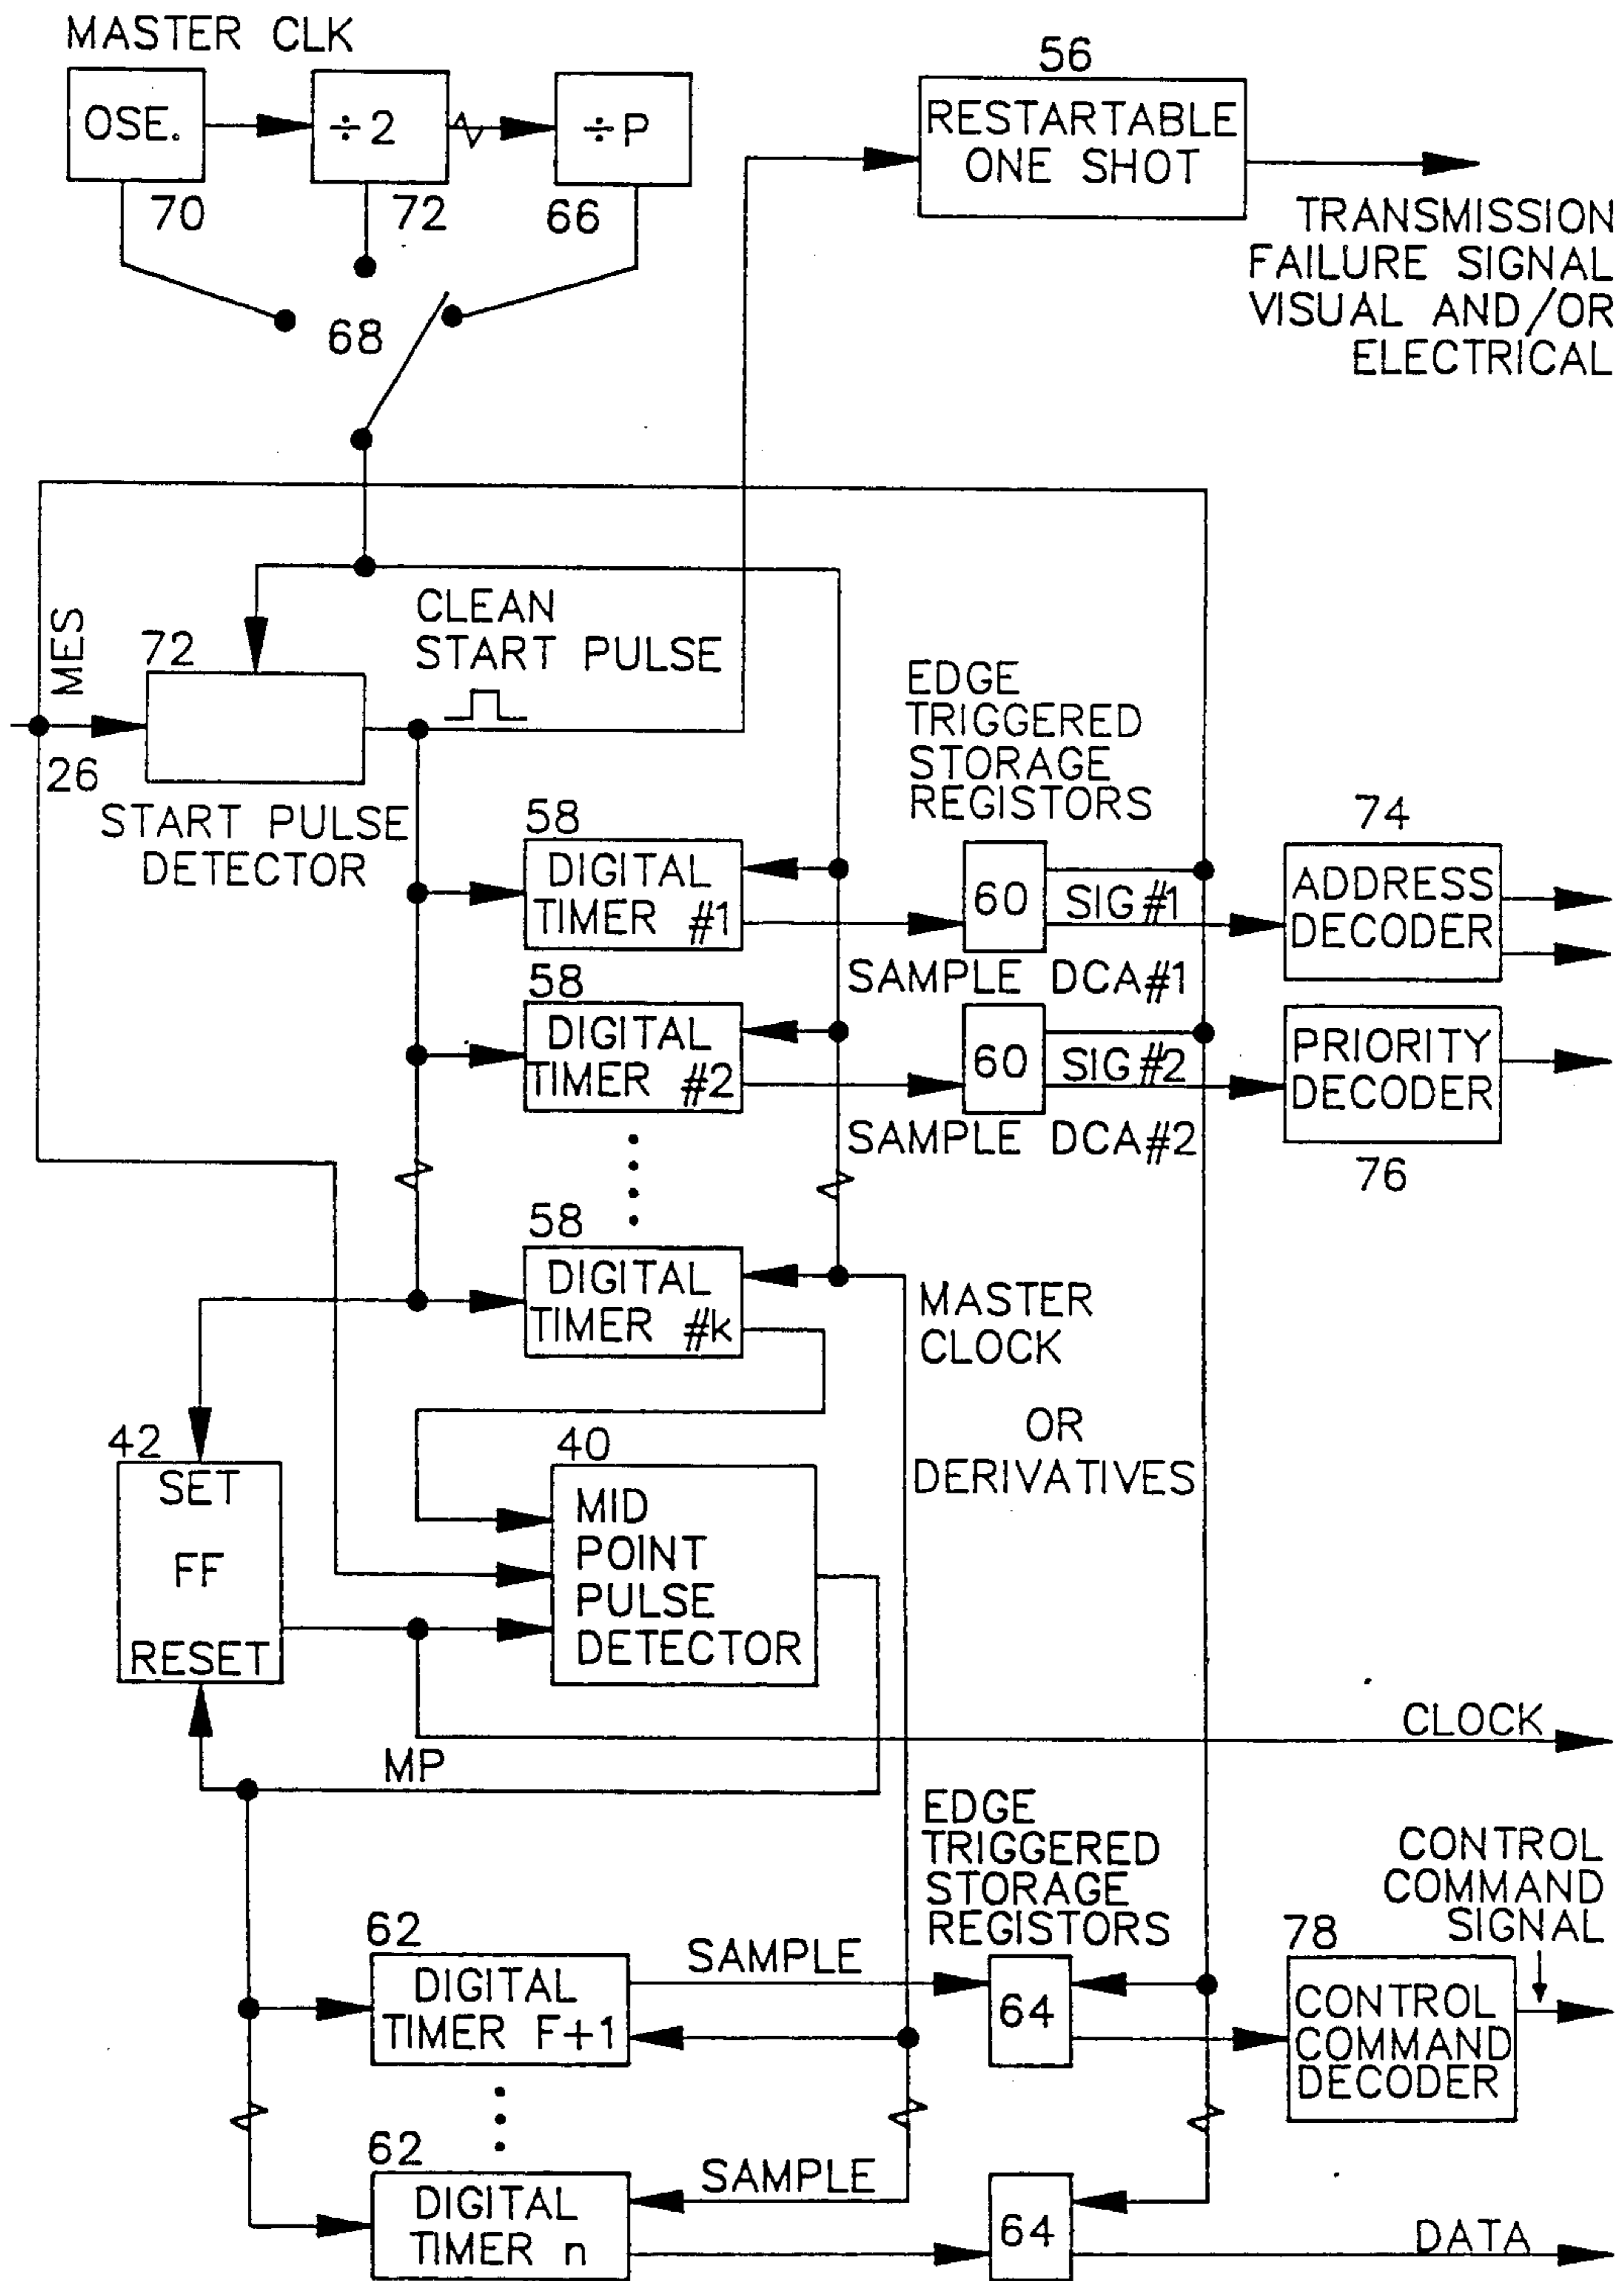 MASTER CLK
OSE.
÷2
÷P
70
72
66
68
56
RESTARTABLE
ONE SHOT
TRANSMISSION
FAILURE SIGNAL
VISUAL AND/OR
ELECTRICAL
MES
26
72
CLEAN
START PULSE
START PULSE
DETECTOR
EDGE
TRIGGERED
STORAGE
REGISTORS
58
DIGITAL
TIMER #1
60
SIG#1
SAMPLE DCA#1
74
ADDRESS
DECODER
58
DIGITAL
TIMER #2
60
SIG#2
SAMPLE DCA#2
PRIORITY
DECODER
76
58
DIGITAL
TIMER #k
MASTER
CLOCK
OR
DERIVATIVES
42
SET
FF
RESET
40
MID
POINT
PULSE
DETECTOR
CLOCK
MP
EDGE
TRIGGERED
STORAGE
REGISTORS
CONTROL
COMMAND
SIGNAL
62
DIGITAL
TIMER F+1
SAMPLE
64
78
CONTROL
COMMAND
DECODER
62
DIGITAL
TIMER n
SAMPLE
64
DATA